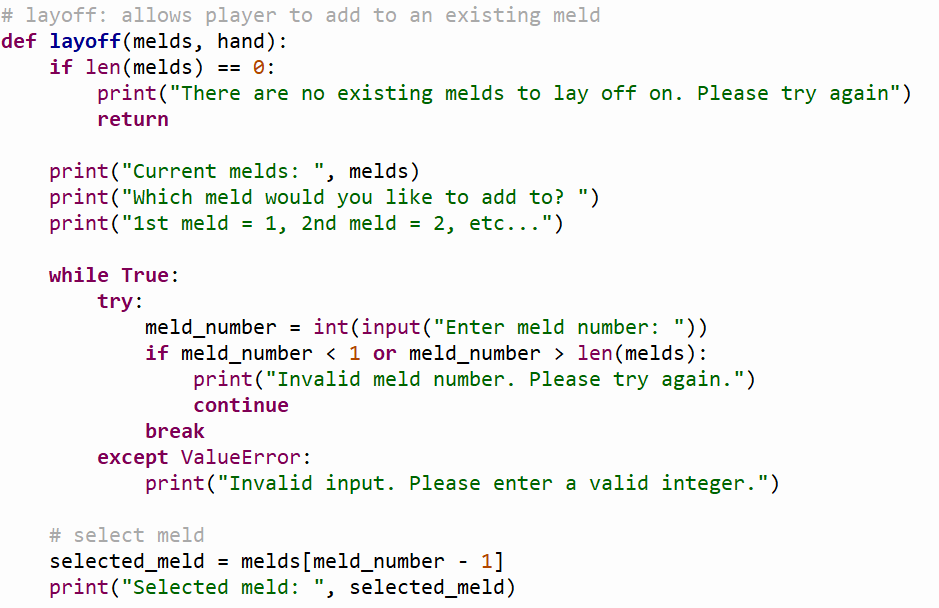 # layoff: allows player to add to an existing meld
def layoff(melds, hand):
    if len(melds) == 0:
        print("There are no existing melds to lay off on. Please try again")
        return

    print("Current melds: ", melds)
    print("Which meld would you like to add to? ")
    print("1st meld = 1, 2nd meld = 2, etc...")

    while True:
        try:
            meld_number = int(input("Enter meld number: "))
            if meld_number < 1 or meld_number > len(melds):
                print("Invalid meld number. Please try again.")
                continue
            break
        except ValueError:
            print("Invalid input. Please enter a valid integer.")

    # select meld
    selected_meld = melds[meld_number - 1]
    print("Selected meld: ", selected_meld)